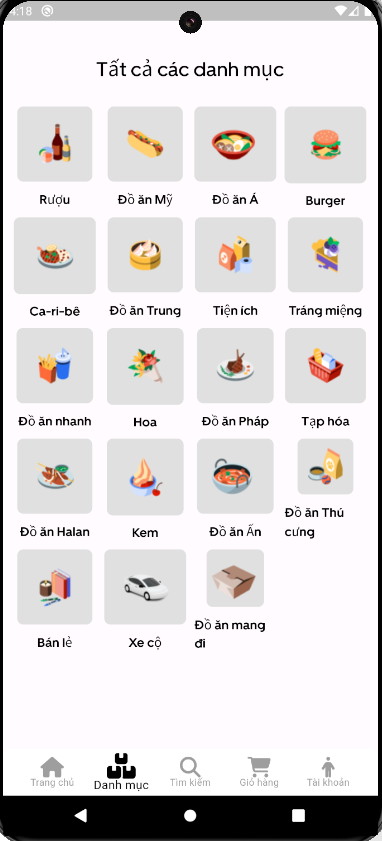 4:18
Tất cả các danh mục
Rượu
Đồ ăn Mỹ
Đồ ăn Á
Burger
Ca-ri-bê
Đồ ăn Trung
Tiện ích
Tráng miệng
Đồ ăn nhanh
Hoa
Đồ ăn Pháp
Tạp hóa
Đồ ăn Halan
Kem
Đồ ăn Ấn
Đồ ăn Thú
cưng
Bán lẻ
Xe cộ
Đồ ăn mang
đi
Trang chủ
Danh mục
Tìm kiếm
Giỏ hàng
Tài khoản